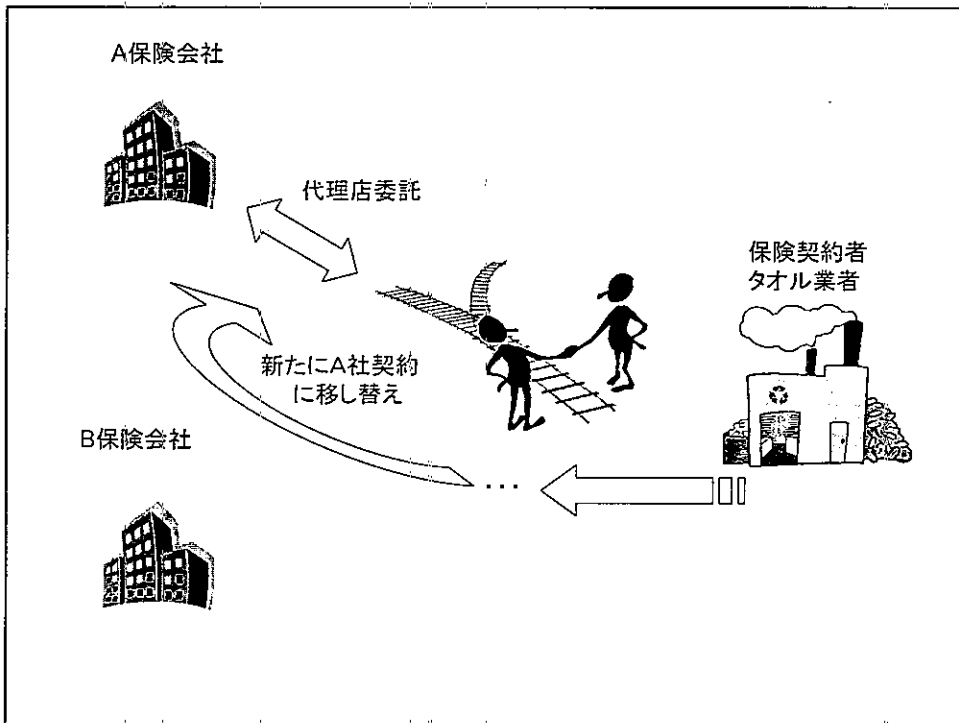 A保険会社
代理店委託
保険契約者
タオル業者
新たにA社契約
に移し替え
B保険会社
...